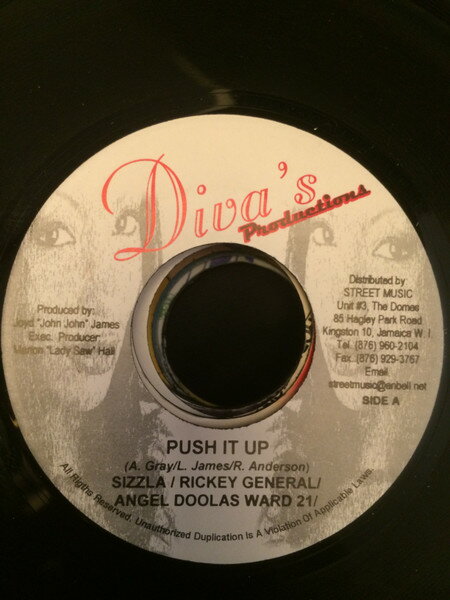 Diva's
Productions
Produced by:
Lloyd "John John" James
Exec. Producer
Marion "Lady Saw" Hall
Distributed by
STREET MUSIC
Unit #3, The Domes
85 Hagley Park Road
Kingston 10, Jamaica W. I.
Tel. (876) 960-2104
Fax. (876) 929-3767
Email
streetmusic@anbell.net
SIDE A
PUSH IT UP
(A. Gray/L. James/R. Anderson)
SIZZLA / RICKEY GENERAL/
ANGEL DOOLAS WARD 21/
All Rights Reserved. Unauthorized Duplication Is A Violation Of Applicable Laws.